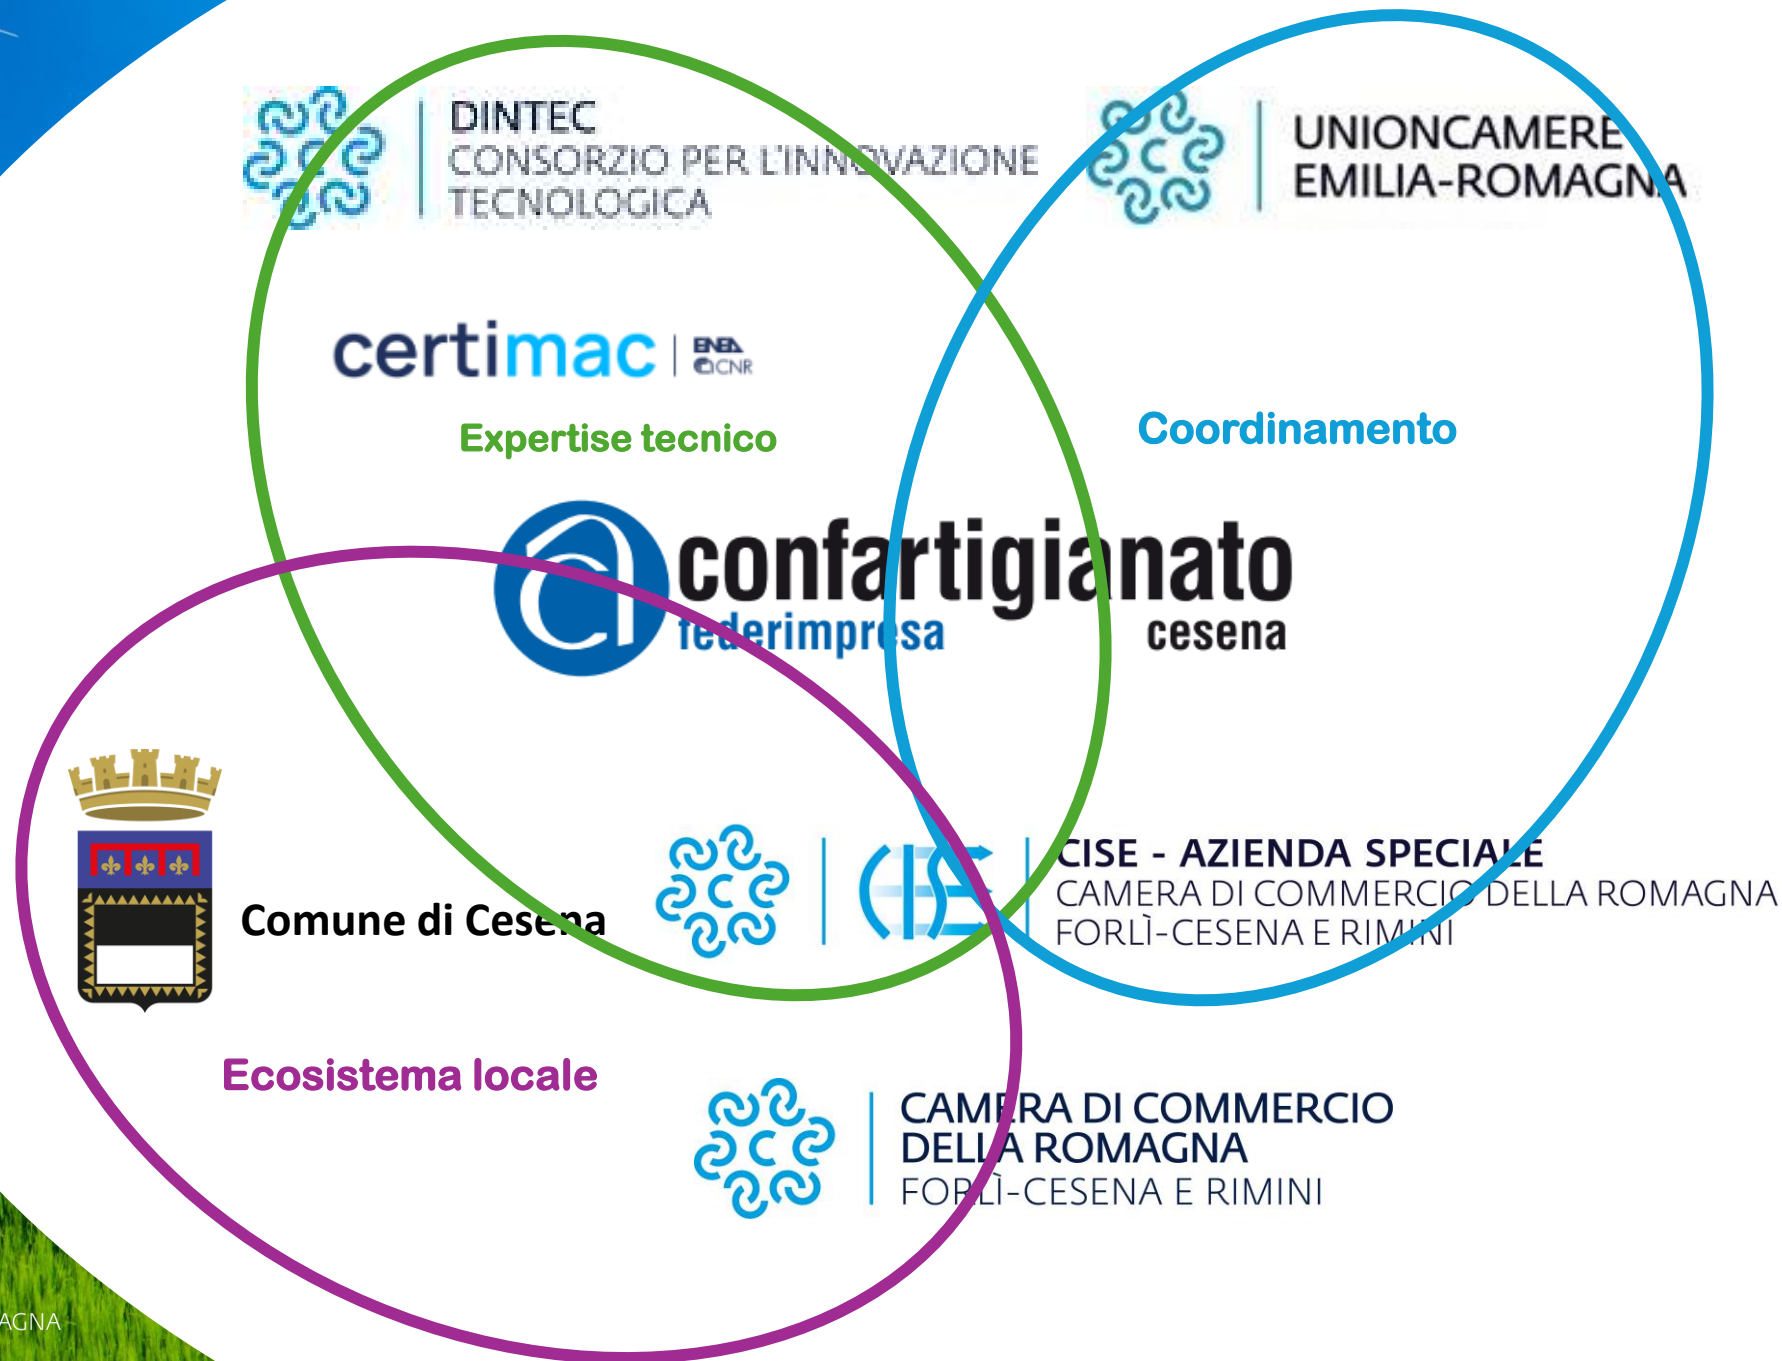 DINTEC
CONSORZIO PER L'INNOVAZIONE
TECNOLOGICA
UNIONCAMERE
EMILIA-ROMAGNA
certimac
ENEA
CNR
Expertise tecnico
Coordinamento
confartigianato
federimpresa cesena
Comune di Cesena
CISE
CISE - AZIENDA SPECIALE
CAMERA DI COMMERCIO DELLA ROMAGNA
FORLÌ-CESENA E RIMINI
Ecosistema locale
CAMERA DI COMMERCIO
DELLA ROMAGNA
FORLÌ-CESENA E RIMINI
AGNA